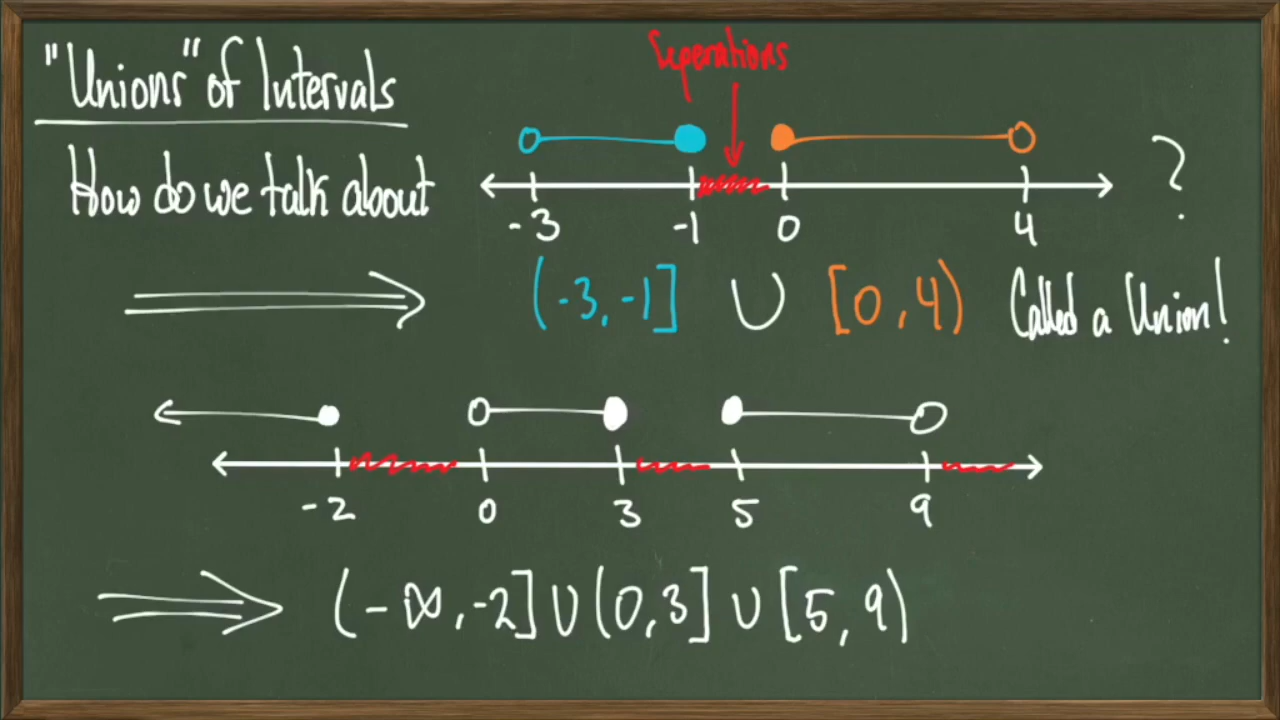 "Unions" of Intervals
Seperations
How do we talk about
?
-3 -1 0 4
(-3,-1] ∪ [0,4) Called a Union!
-2 0 3 5 9
(-∞,-2]∪(0,3]∪[5,9)